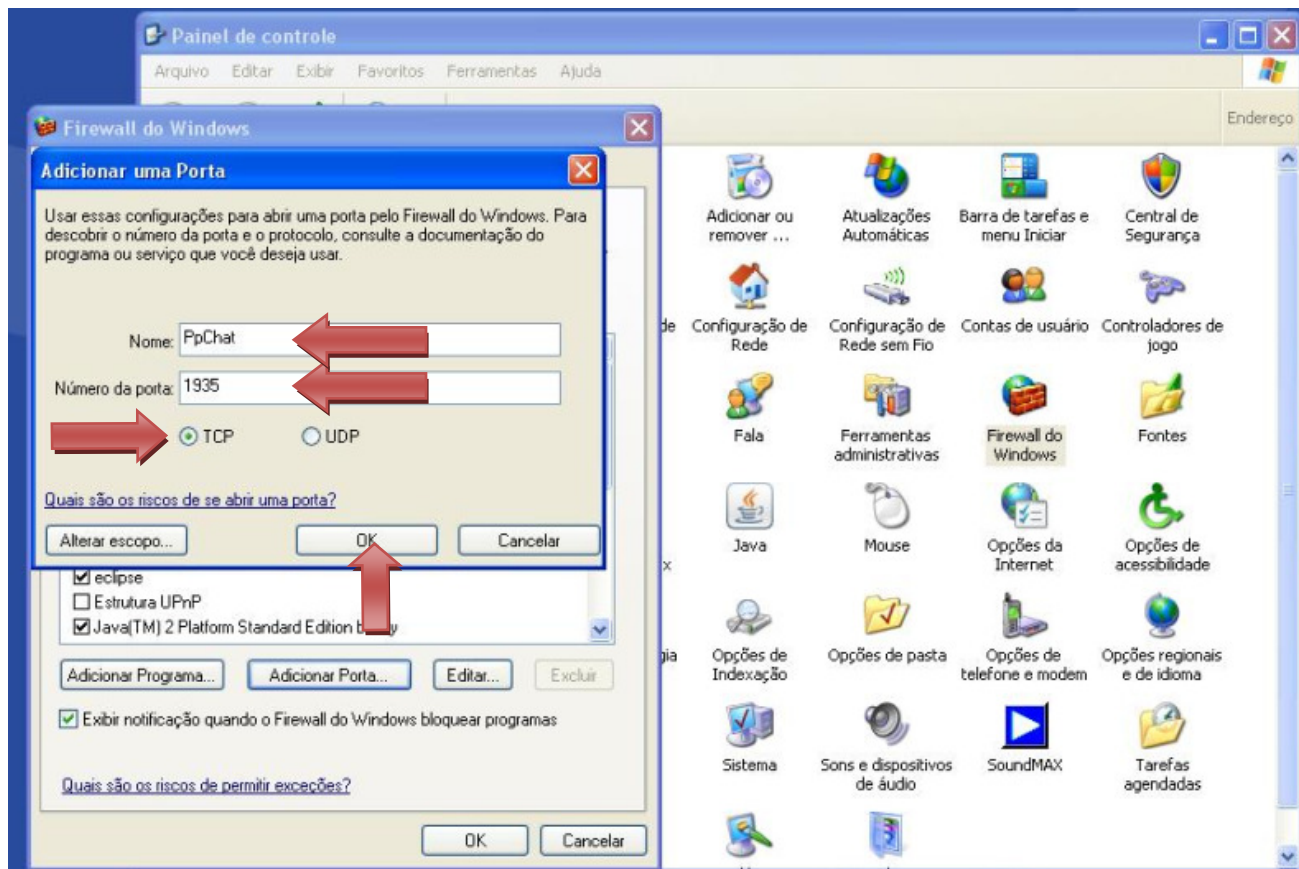 Painel de controle
Arquivo Editar Exibir Favoritos Ferramentas Ajuda
Endereço
Firewall do Windows
Adicionar uma Porta
Usar essas configurações para abrir uma porta pelo Firewall do Windows. Para
descobrir o número da porta e o protocolo, consulte a documentação do
programa ou serviço que você deseja usar.
Nome: PpChat
Número da porta: 1935
TCP UDP
Quais são os riscos de se abrir uma porta?
Alterar escopo... OK Cancelar
eclipse
Estrutura UPnP
Java(TM) 2 Platform Standard Edition
Adicionar Programa... Adicionar Porta... Editar... Excluir
Exibir notificação quando o Firewall do Windows bloquear programas
Quais são os riscos de permitir exceções?
OK Cancelar
Adicionar ou
remover ...
Atualizações
Automáticas
Barra de tarefas e
menu Iniciar
Central de
Segurança
de
Configuração de
Rede
Configuração de
Rede sem Fio
Contas de usuário
Controladores de
jogo
Fala
Ferramentas
administrativas
Firewall do
Windows
Fontes
x
Java
Mouse
Opções da
Internet
Opções de
acessibilidade
gia
Opções de
Indexação
Opções de pasta
Opções de
telefone e modem
Opções regionais
e de idioma
Sistema
Sons e dispositivos
de áudio
SoundMAX
Tarefas
agendadas